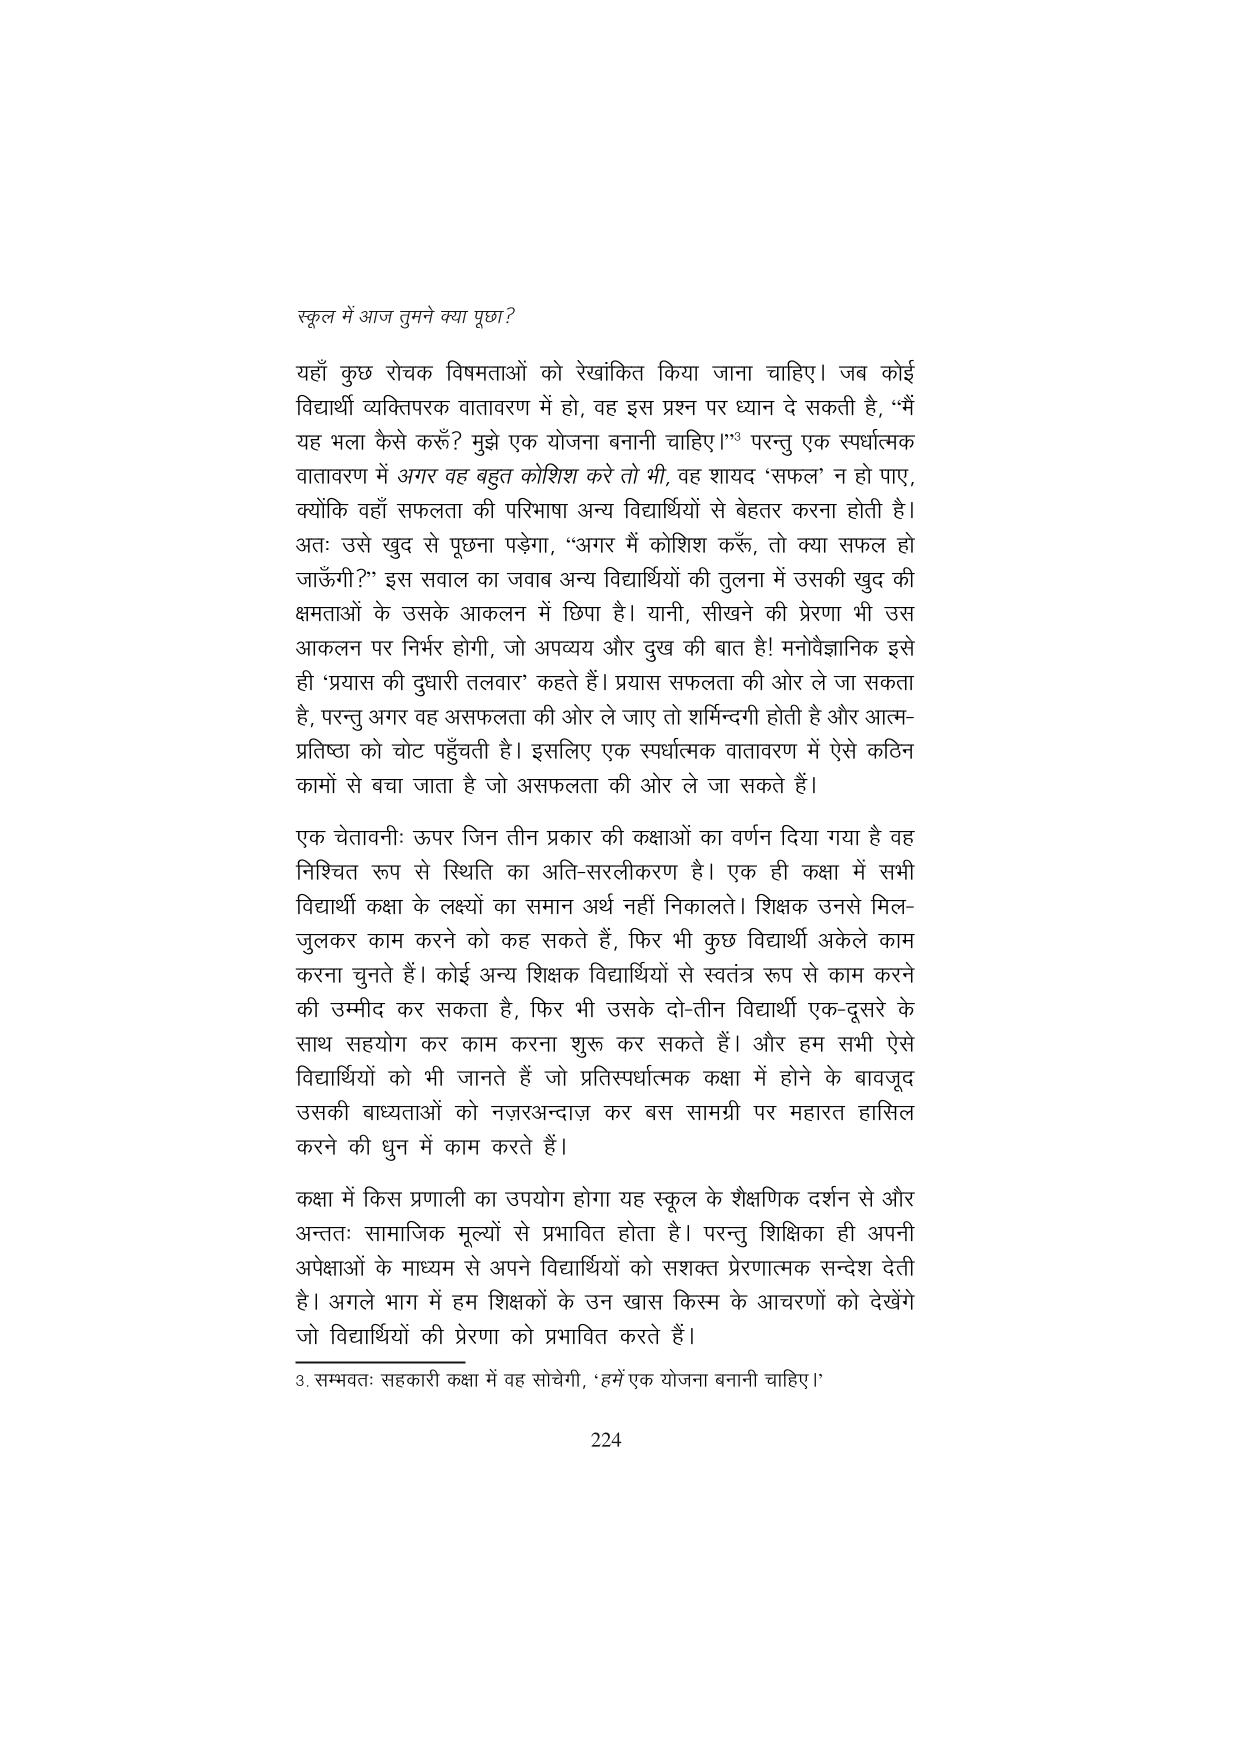 स्कूल में आज तुमने क्या पूछा?
यहाँ कुछ रोचक विषमताओं को रेखांकित किया जाना चाहिए। जब कोई
विद्यार्थी व्यक्तिपरक वातावरण में हो, वह इस प्रश्न पर ध्यान दे सकती है, “मैं
यह भला कैसे करूँ? मुझे एक योजना बनानी चाहिए।”³ परन्तु एक स्पर्धात्मक
वातावरण में अगर वह बहुत कोशिश करे तो भी, वह शायद ‘सफल’ न हो पाए,
क्योंकि वहाँ सफलता की परिभाषा अन्य विद्यार्थियों से बेहतर करना होती है।
अतः उसे खुद से पूछना पड़ेगा, “अगर मैं कोशिश करूँ, तो क्या सफल हो
जाऊँगी?” इस सवाल का जवाब अन्य विद्यार्थियों की तुलना में उसकी खुद की
क्षमताओं के उसके आकलन में छिपा है। यानी, सीखने की प्रेरणा भी उस
आकलन पर निर्भर होगी, जो अपव्यय और दुख की बात है! मनोवैज्ञानिक इसे
ही ‘प्रयास की दुधारी तलवार’ कहते हैं। प्रयास सफलता की ओर ले जा सकता
है, परन्तु अगर वह असफलता की ओर ले जाए तो शर्मिन्दगी होती है और आत्म-
प्रतिष्ठा को चोट पहुँचती है। इसलिए एक स्पर्धात्मक वातावरण में ऐसे कठिन
कामों से बचा जाता है जो असफलता की ओर ले जा सकते हैं।
एक चेतावनीः ऊपर जिन तीन प्रकार की कक्षाओं का वर्णन दिया गया है वह
निश्चित रूप से स्थिति का अति-सरलीकरण है। एक ही कक्षा में सभी
विद्यार्थी कक्षा के लक्ष्यों का समान अर्थ नहीं निकालते। शिक्षक उनसे मिल-
जुलकर काम करने को कह सकते हैं, फिर भी कुछ विद्यार्थी अकेले काम
करना चुनते हैं। कोई अन्य शिक्षक विद्यार्थियों से स्वतंत्र रूप से काम करने
की उम्मीद कर सकता है, फिर भी उसके दो-तीन विद्यार्थी एक-दूसरे के
साथ सहयोग कर काम करना शुरू कर सकते हैं। और हम सभी ऐसे
विद्यार्थियों को भी जानते हैं जो प्रतिस्पर्धात्मक कक्षा में होने के बावजूद
उसकी बाध्यताओं को नज़रअन्दाज़ कर बस सामग्री पर महारत हासिल
करने की धुन में काम करते हैं।
कक्षा में किस प्रणाली का उपयोग होगा यह स्कूल के शैक्षणिक दर्शन से और
अन्ततः सामाजिक मूल्यों से प्रभावित होता है। परन्तु शिक्षिका ही अपनी
अपेक्षाओं के माध्यम से अपने विद्यार्थियों को सशक्त प्रेरणात्मक सन्देश देती
है। अगले भाग में हम शिक्षकों के उन खास किस्म के आचरणों को देखेंगे
जो विद्यार्थियों की प्रेरणा को प्रभावित करते हैं।
3. सम्भवतः सहकारी कक्षा में वह सोचेगी, ‘हमें एक योजना बनानी चाहिए।’
224